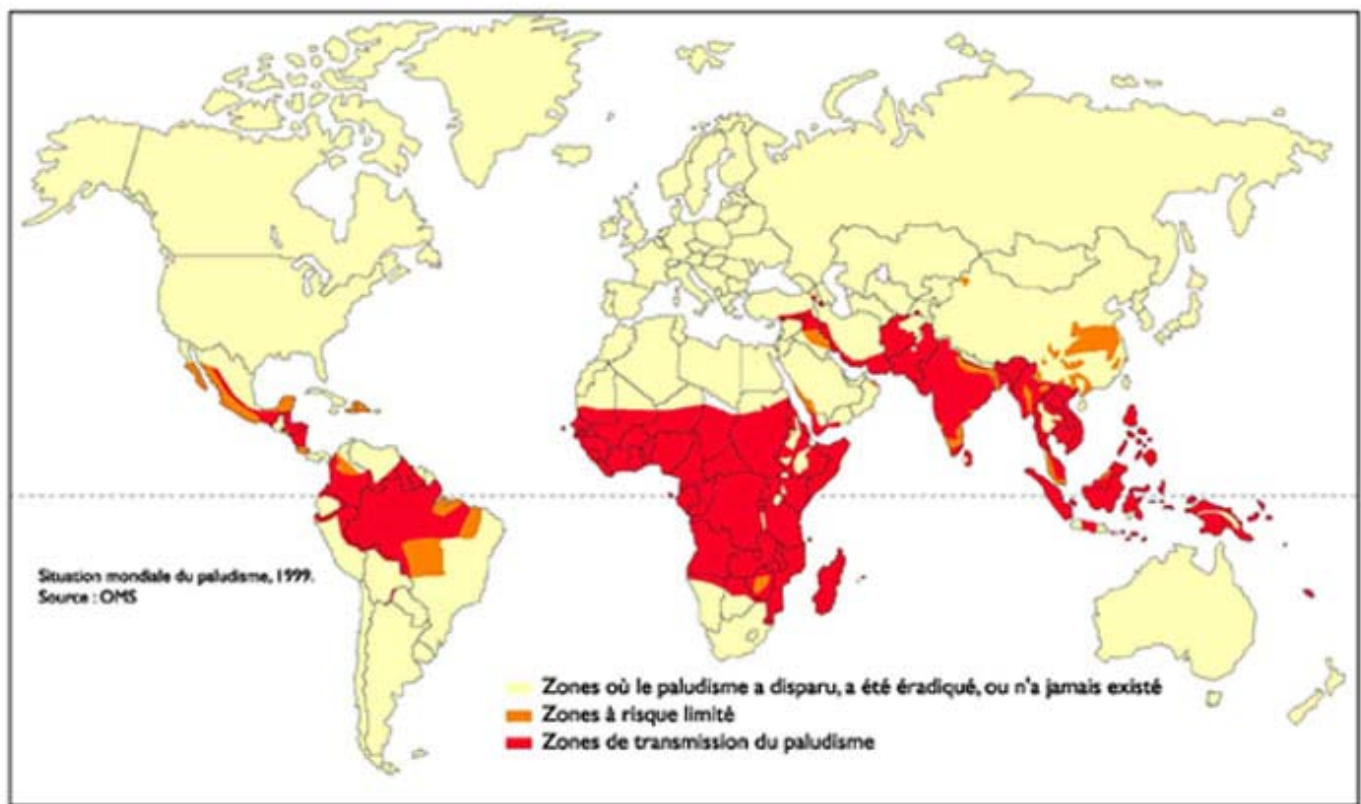 Situation mondiale du paludisme, 1999.
Source : OMS
Zones où le paludisme a disparu, a été éradiqué, ou n'a jamais existé
Zones à risque limité
Zones de transmission du paludisme